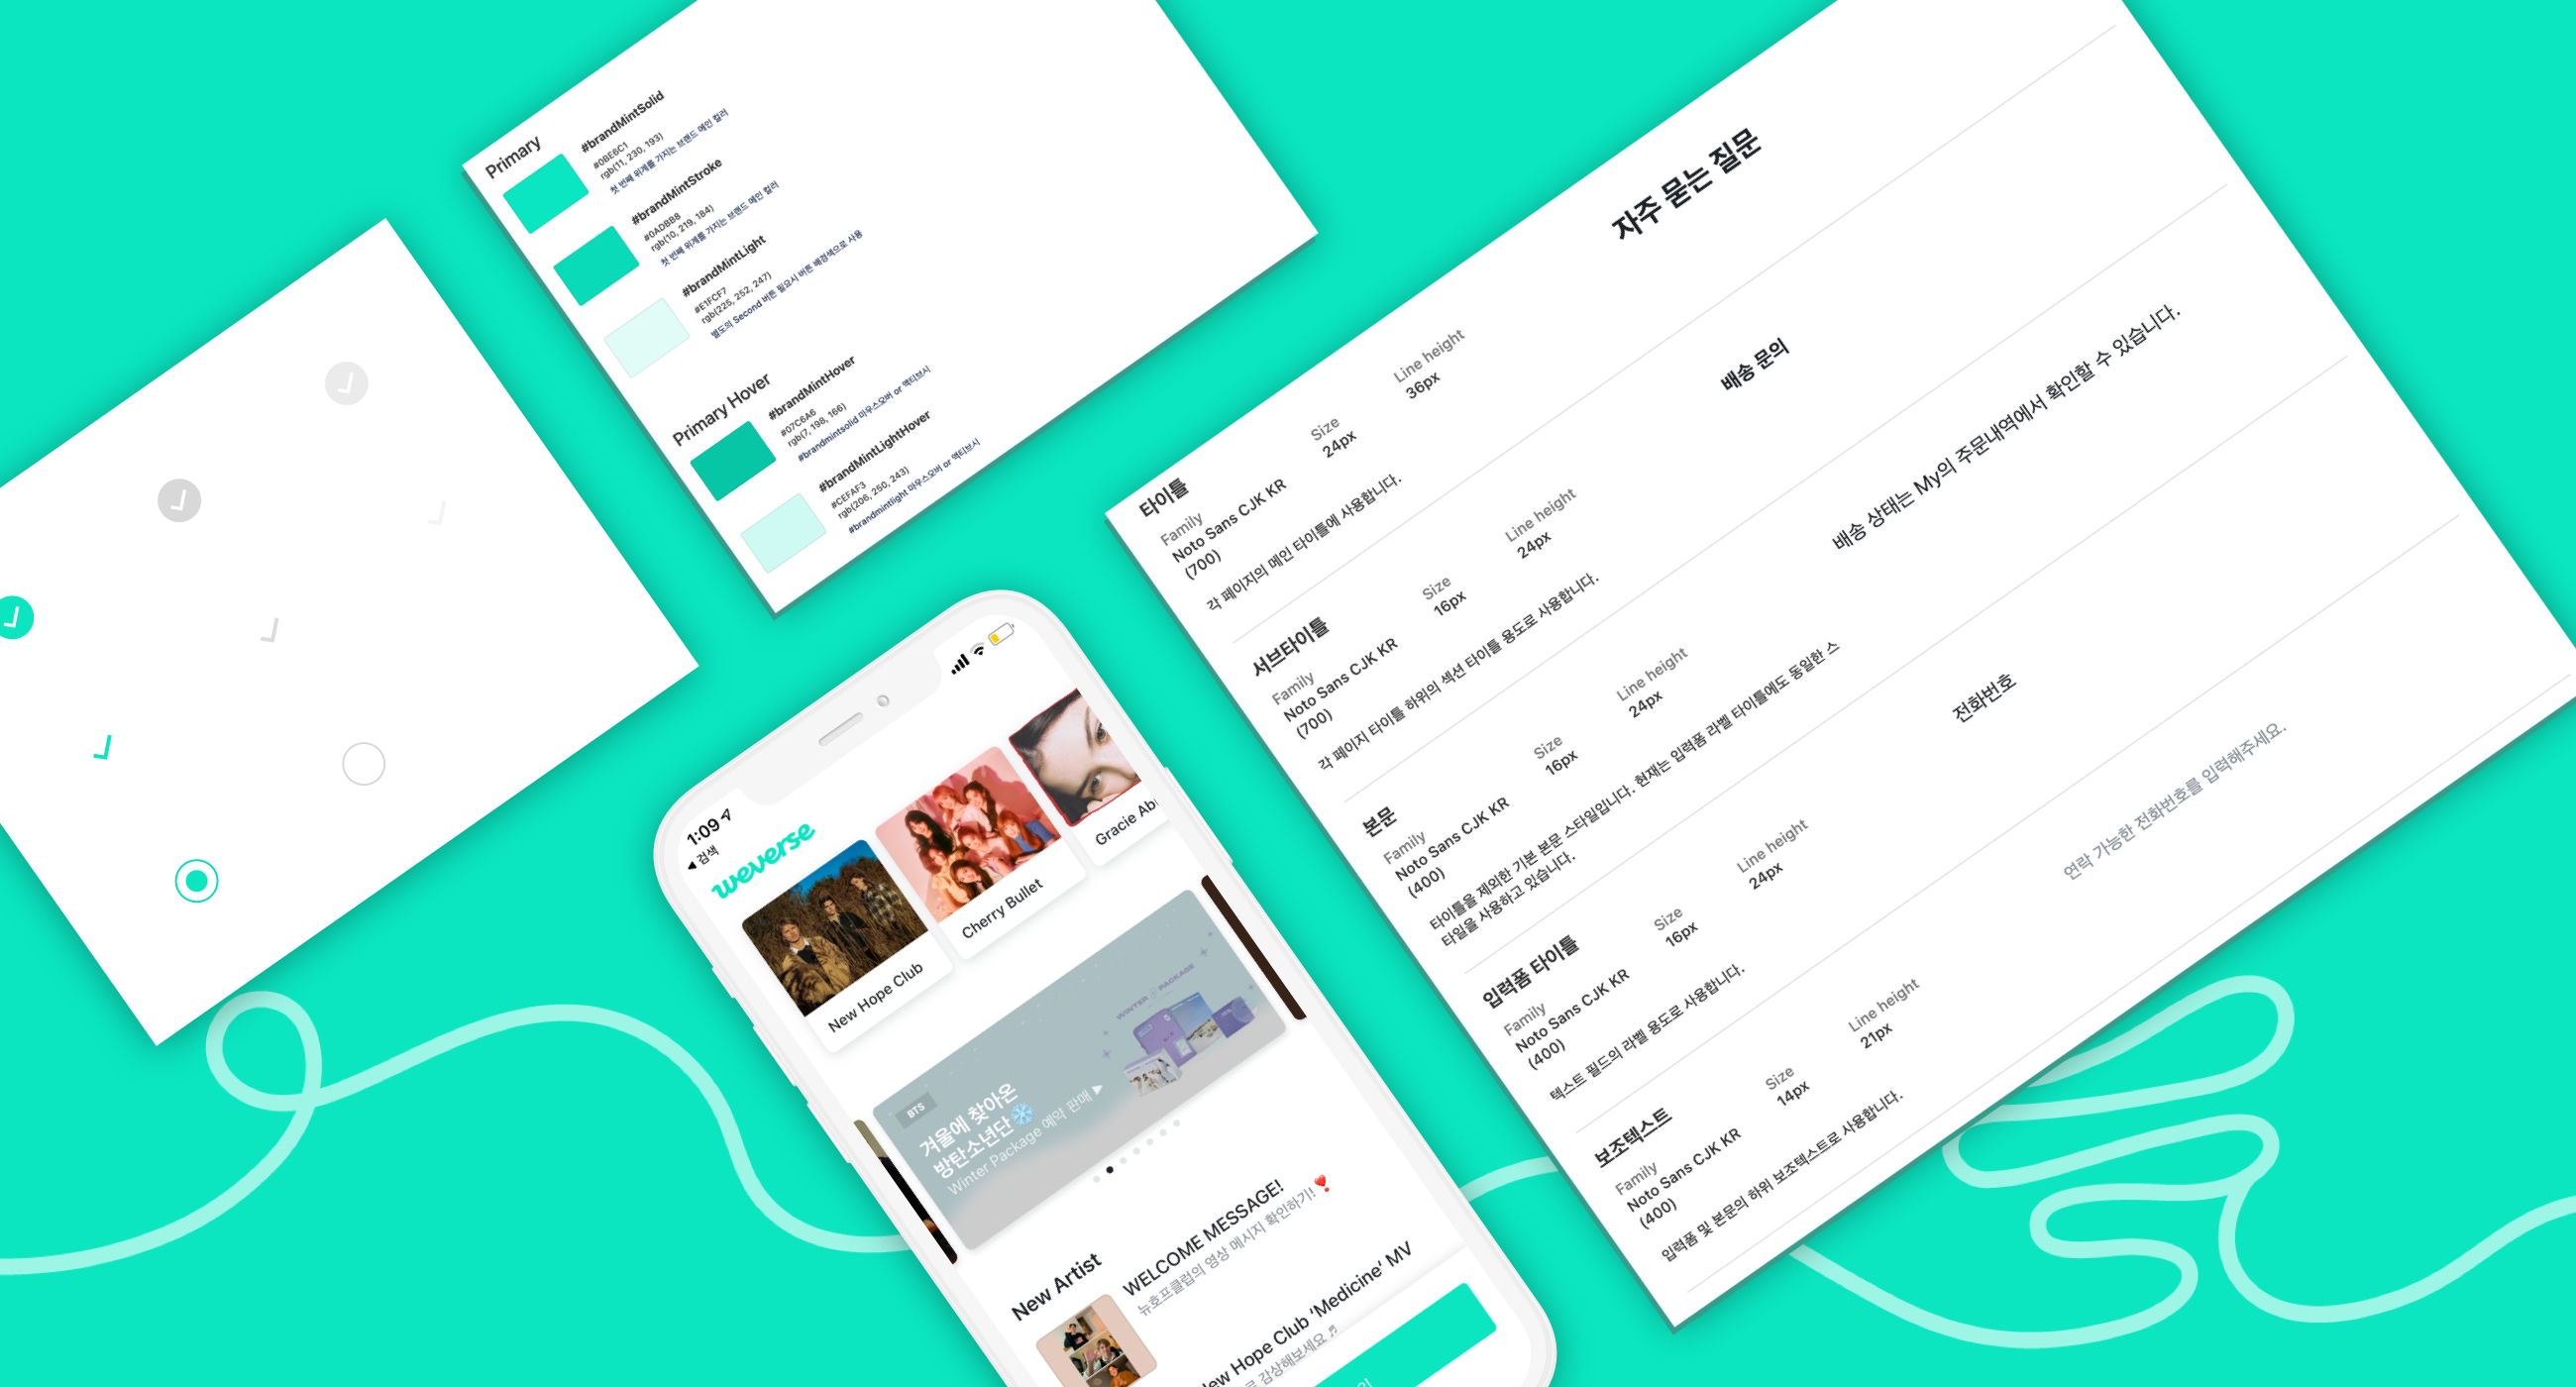 Primary
#brandMintSolid
#0BE6C1
rgb(11, 230, 193)
첫 번째 위계를 가지는 브랜드 메인 컬러
#brandMintStroke
#0ADBB8
rgb(10, 219, 184)
첫 번째 위계를 가지는 브랜드 메인 컬러
#brandMintLight
#E1FCF7
rgb(225, 252, 247)
별도의 Second 버튼 필요시 버튼 배경색으로 사용
Primary Hover
#brandMintHover
#07C6A6
rgb(7, 198, 166)
#brandmintsolid 마우스오버 or 액티브시
#brandMintLightHover
#CEFAF3
rgb(206, 250, 243)
#brandmintlight 마우스오버 or 액티브시
1:09
◀ 검색
weverse
New Hope Club
Cherry Bullet
Gracie Ab
BTS
겨울에 찾아온
방탄소년단❄️
Winter Package 예약 판매 ▶
WINTER PACKAGE
New Artist
WELCOME MESSAGE!
뉴호프클럽의 영상 메시지 확인하기!❣️
ew Hope Club ‘Medicine’ MV
감상해보세요🎵
타이틀
Family
Noto Sans CJK KR
(700)
Size
24px
Line height
36px
각 페이지의 메인 타이틀에 사용합니다.
자주 묻는 질문
서브타이틀
Family
Noto Sans CJK KR
(700)
Size
16px
Line height
24px
각 페이지 타이틀 하위의 섹션 타이틀 용도로 사용합니다.
배송 문의
본문
Family
Noto Sans CJK KR
(400)
Size
16px
Line height
24px
타이틀을 제외한 기본 본문 스타일입니다. 현재는 입력폼 라벨 타이틀에도 동일한 스
타일을 사용하고 있습니다.
배송 상태는 My의 주문내역에서 확인할 수 있습니다.
입력폼 타이틀
Family
Noto Sans CJK KR
(400)
Size
16px
Line height
24px
텍스트 필드의 라벨 용도로 사용합니다.
전화번호
보조텍스트
Family
Noto Sans CJK KR
(400)
Size
14px
Line height
21px
입력폼 및 본문의 하위 보조텍스트로 사용합니다.
연락 가능한 전화번호를 입력해주세요.